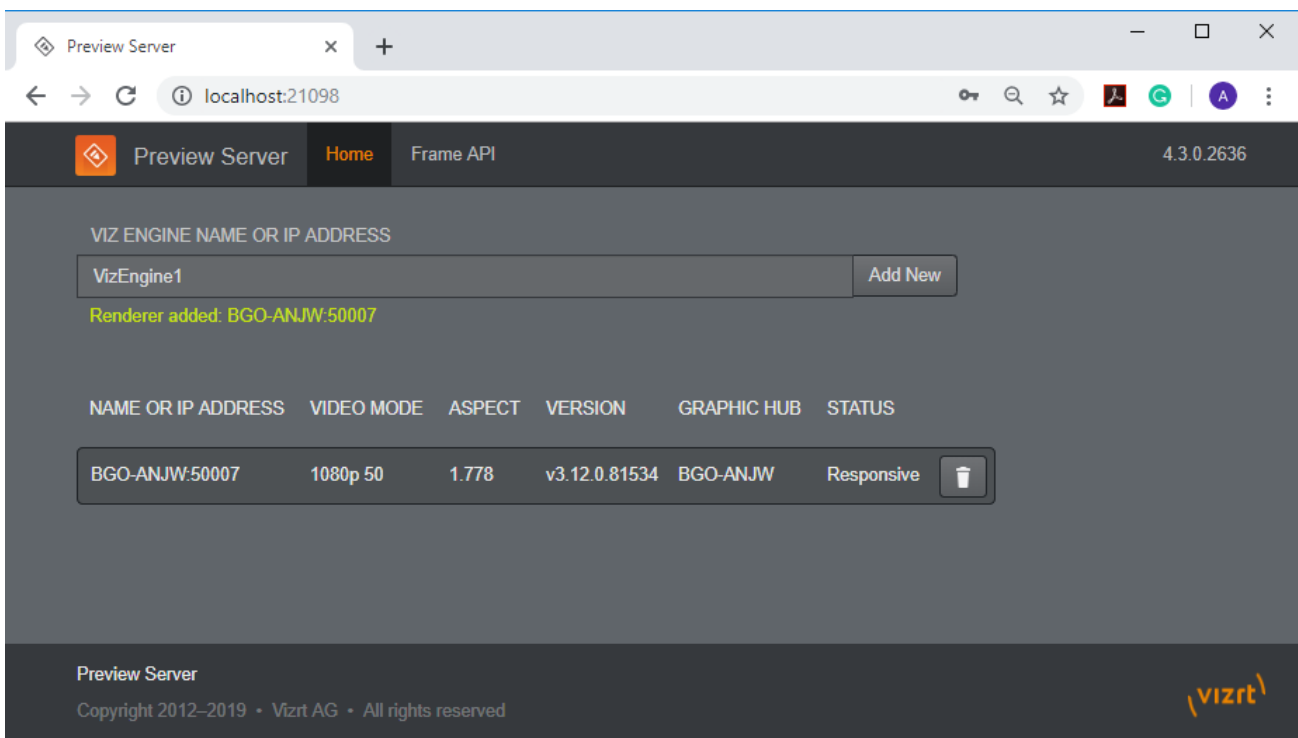 Preview Server
localhost:21098
A
Preview Server Home Frame API 4.3.0.2636
VIZ ENGINE NAME OR IP ADDRESS
VizEngine1 Add New
Renderer added: BGO-ANJW:50007
NAME OR IP ADDRESS VIDEO MODE ASPECT VERSION GRAPHIC HUB STATUS
BGO-ANJW:50007 1080p 50 1.778 v3.12.0.81534 BGO-ANJW Responsive
Preview Server
Copyright 2012–2019 • Vizrt AG • All rights reserved
vizrt